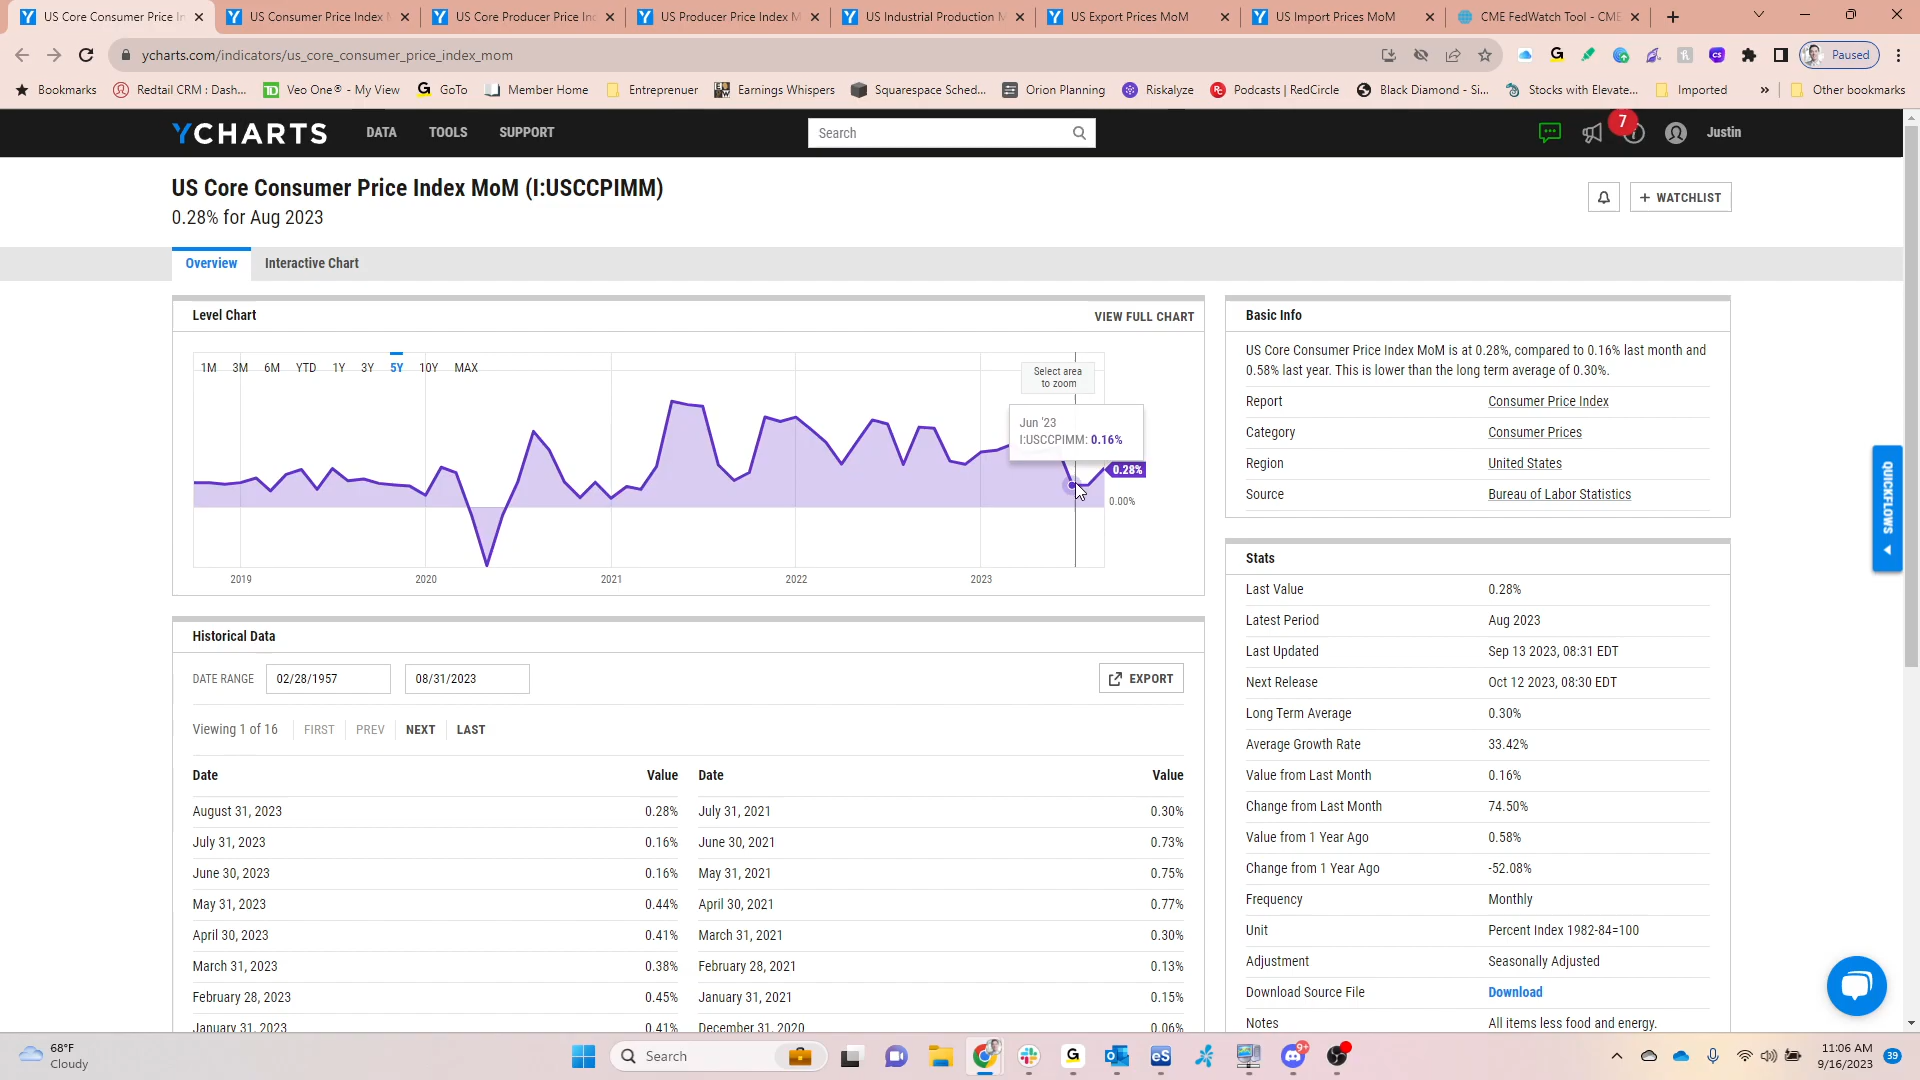 US Core Consumer Price In
US Consumer Price Index
US Core Producer Price Inc
US Producer Price Index M
US Industrial Production M
US Export Prices MoM
US Import Prices MoM
CME FedWatch Tool - CME
ycharts.com/indicators/us_core_consumer_price_index_mom
Paused
Bookmarks
Redtail CRM : Dash...
Veo One® - My View
GoTo
Member Home
Entreprenuer
Earnings Whispers
Squarespace Sched...
Orion Planning
Riskalyze
Podcasts | RedCircle
Black Diamond - Si...
Stocks with Elevate...
Imported
»
Other bookmarks
YCHARTS
DATA
TOOLS
SUPPORT
Search
7
Justin
US Core Consumer Price Index MoM (I:USCCPIMM)
0.28% for Aug 2023
+ WATCHLIST
Overview
Interactive Chart
Level Chart
VIEW FULL CHART
1M 3M 6M YTD 1Y 3Y 5Y 10Y MAX
Select area
to zoom
Jun '23
I:USCCPIMM: 0.16%
0.28%
0.00%
2019 2020 2021 2022 2023
Basic Info
US Core Consumer Price Index MoM is at 0.28%, compared to 0.16% last month and
0.58% last year. This is lower than the long term average of 0.30%.
Report Consumer Price Index
Category Consumer Prices
Region United States
Source Bureau of Labor Statistics
QUICKFLOWS
Historical Data
DATE RANGE 02/28/1957 08/31/2023
EXPORT
Viewing 1 of 16 FIRST PREV NEXT LAST
Date Value Date Value
August 31, 2023 0.28% July 31, 2021 0.30%
July 31, 2023 0.16% June 30, 2021 0.73%
June 30, 2023 0.16% May 31, 2021 0.75%
May 31, 2023 0.44% April 30, 2021 0.77%
April 30, 2023 0.41% March 31, 2021 0.30%
March 31, 2023 0.38% February 28, 2021 0.13%
February 28, 2023 0.45% January 31, 2021 0.15%
January 31, 2023 0.41% December 31, 2020 0.06%
Stats
Last Value 0.28%
Latest Period Aug 2023
Last Updated Sep 13 2023, 08:31 EDT
Next Release Oct 12 2023, 08:30 EDT
Long Term Average 0.30%
Average Growth Rate 33.42%
Value from Last Month 0.16%
Change from Last Month 74.50%
Value from 1 Year Ago 0.58%
Change from 1 Year Ago -52.08%
Frequency Monthly
Unit Percent Index 1982-84=100
Adjustment Seasonally Adjusted
Download Source File Download
Notes All items less food and energy.
68°F
Cloudy
Search
9+
11:06 AM
9/16/2023
39